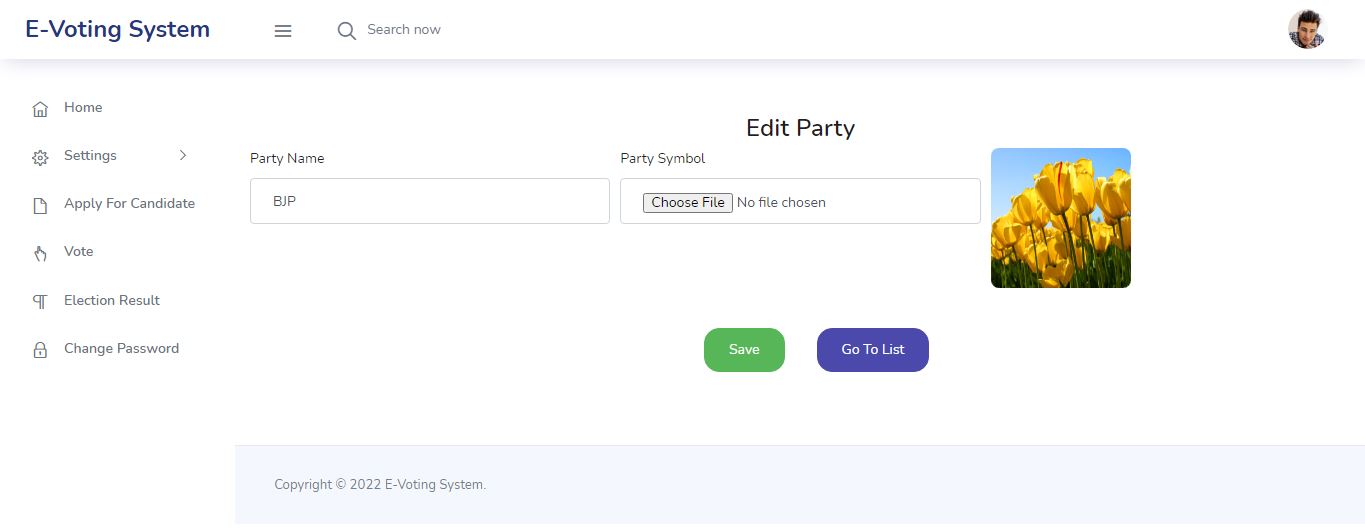 E-Voting System
Search now
Home
Settings
Apply For Candidate
Vote
Election Result
Change Password
Edit Party
Party Name
Party Symbol
BJP
Choose File No file chosen
Save
Go To List
Copyright © 2022 E-Voting System.